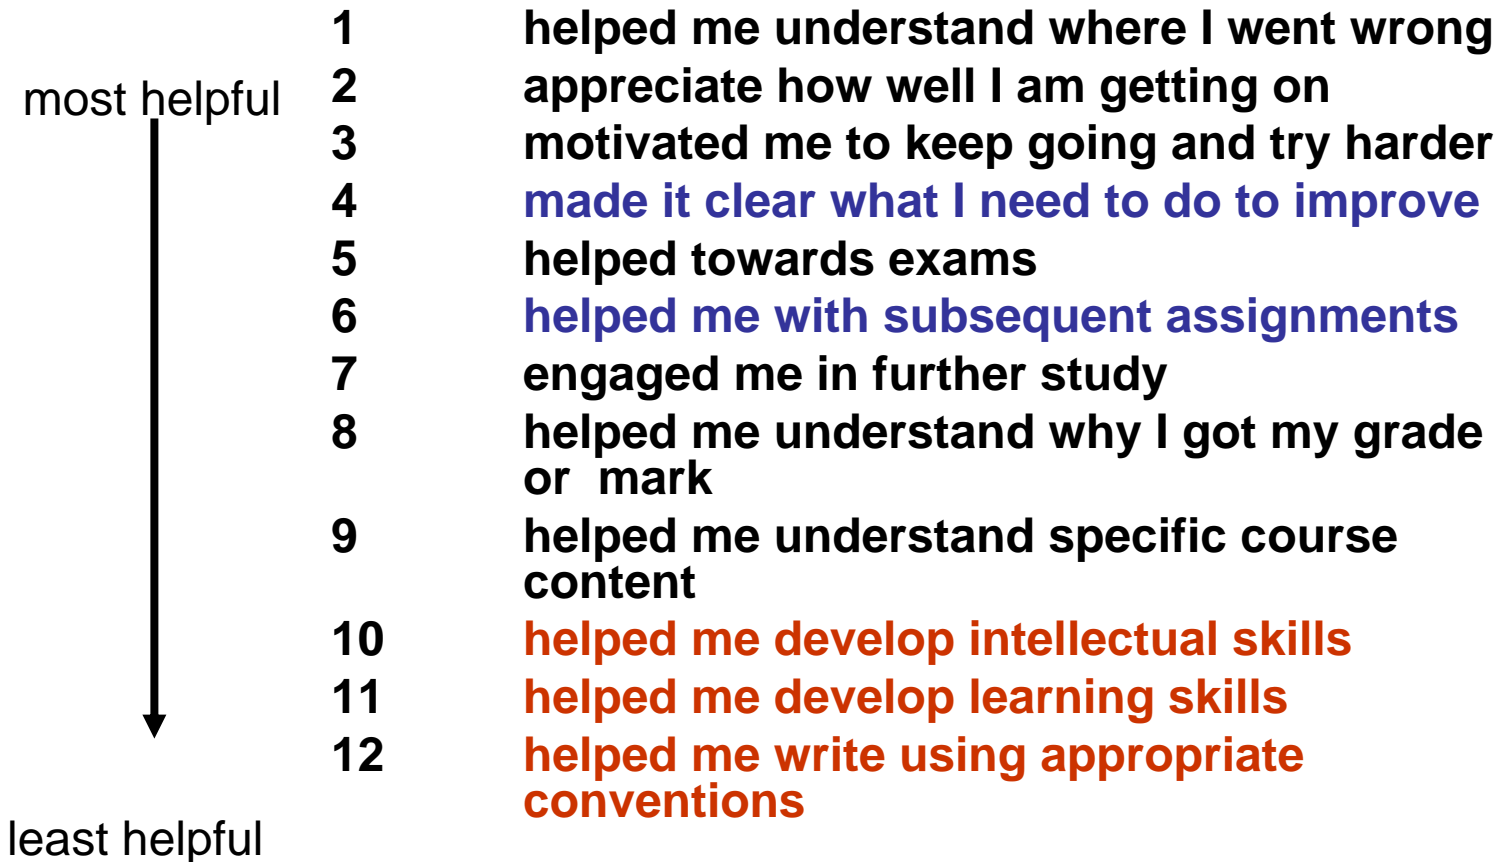 1 helped me understand where I went wrong
most helpful
2 appreciate how well I am getting on
3 motivated me to keep going and try harder
4 made it clear what I need to do to improve
5 helped towards exams
6 helped me with subsequent assignments
7 engaged me in further study
8 helped me understand why I got my grade
or mark
9 helped me understand specific course
content
10 helped me develop intellectual skills
11 helped me develop learning skills
12 helped me write using appropriate
conventions
least helpful